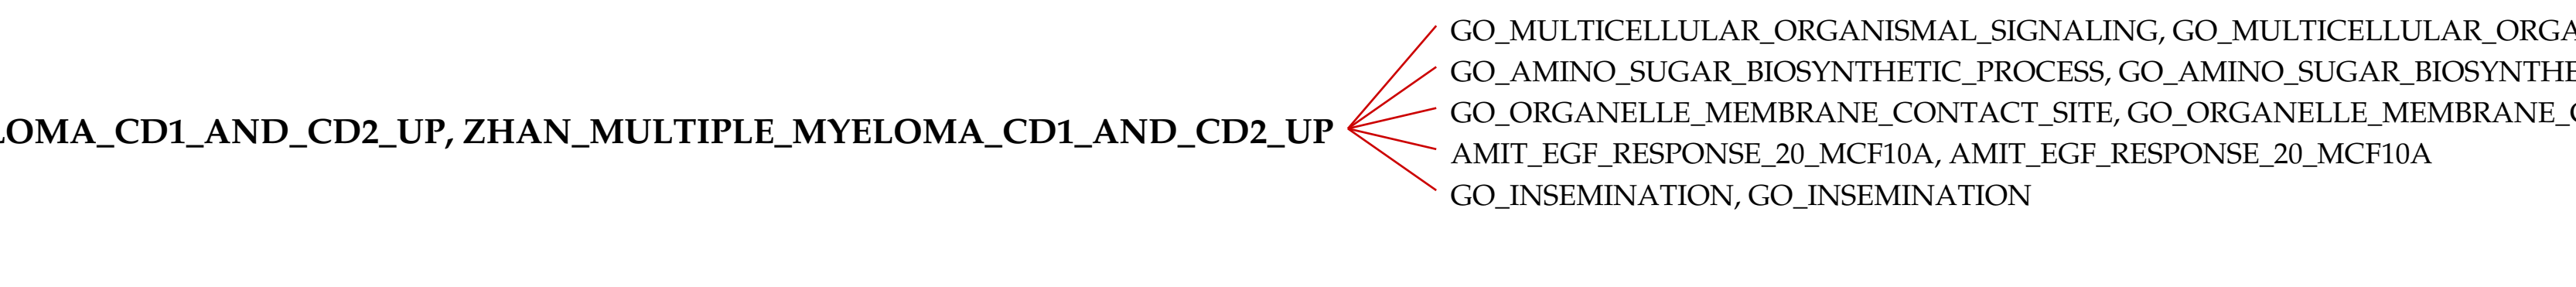 GO_MULTICELLULAR_ORGANISMAL_SIGNALING, GO_MULTICELLULAR_ORGA
GO_AMINO_SUGAR_BIOSYNTHETIC_PROCESS, GO_AMINO_SUGAR_BIOSYNTHE
GO_ORGANELLE_MEMBRANE_CONTACT_SITE, GO_ORGANELLE_MEMBRANE_
LOMA_CD1_AND_CD2_UP, ZHAN_MULTIPLE_MYELOMA_CD1_AND_CD2_UP
AMIT_EGF_RESPONSE_20_MCF10A, AMIT_EGF_RESPONSE_20_MCF10A
GO_INSEMINATION, GO_INSEMINATION